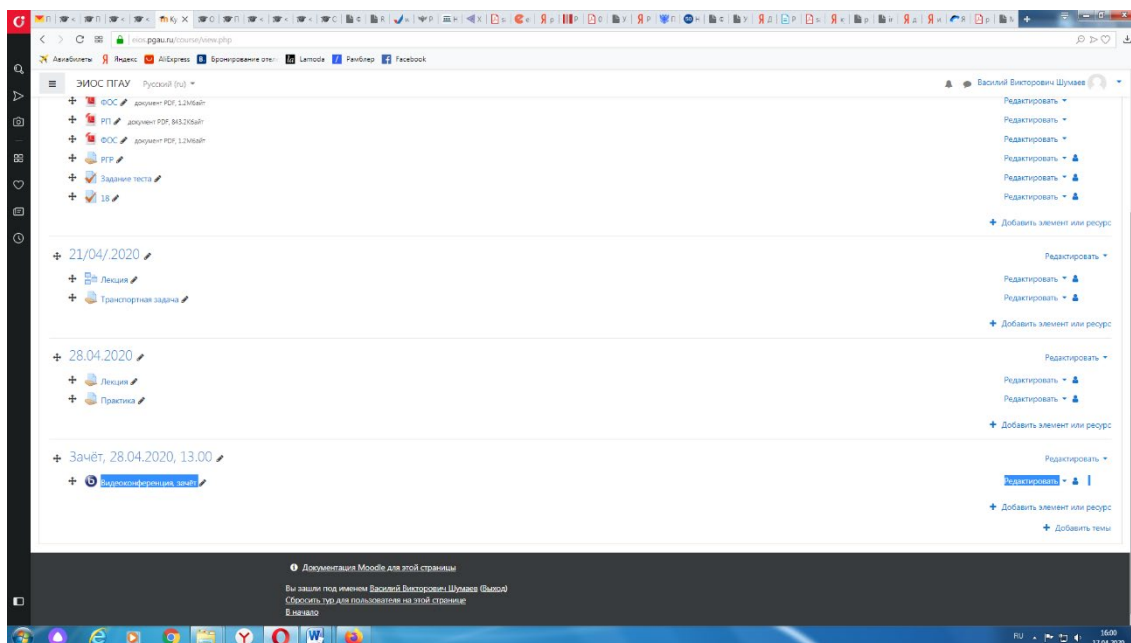 eios.pgau.ru/course/view.php
Авиабилеты Яндекс AliExpress Бронирование отел Lamoda Рамблер Facebook
ЭИОС ПГАУ Русский (ru) Василий Викторович Шумаев
ФОС документ PDF, 1.2Мбайт Редактировать
РП документ PDF, 843.2Кбайт Редактировать
ФОС документ PDF, 1.2Мбайт Редактировать
РГР Редактировать
Задание теста Редактировать
18 Редактировать
+ Добавить элемент или ресурс
21/04/.2020 Редактировать
Лекция Редактировать
Транспортная задача Редактировать
+ Добавить элемент или ресурс
28.04.2020 Редактировать
Лекция Редактировать
Практика Редактировать
+ Добавить элемент или ресурс
Зачёт, 28.04.2020, 13.00 Редактировать
Видеоконференция, зачёт Редактировать
+ Добавить элемент или ресурс
+ Добавить темы
Документация Moodle для этой страницы
Вы зашли под именем Василий Викторович Шумаев (Выход)
Сбросить тур для пользователя на этой странице
В начало
RU 16:00
17.04.2020